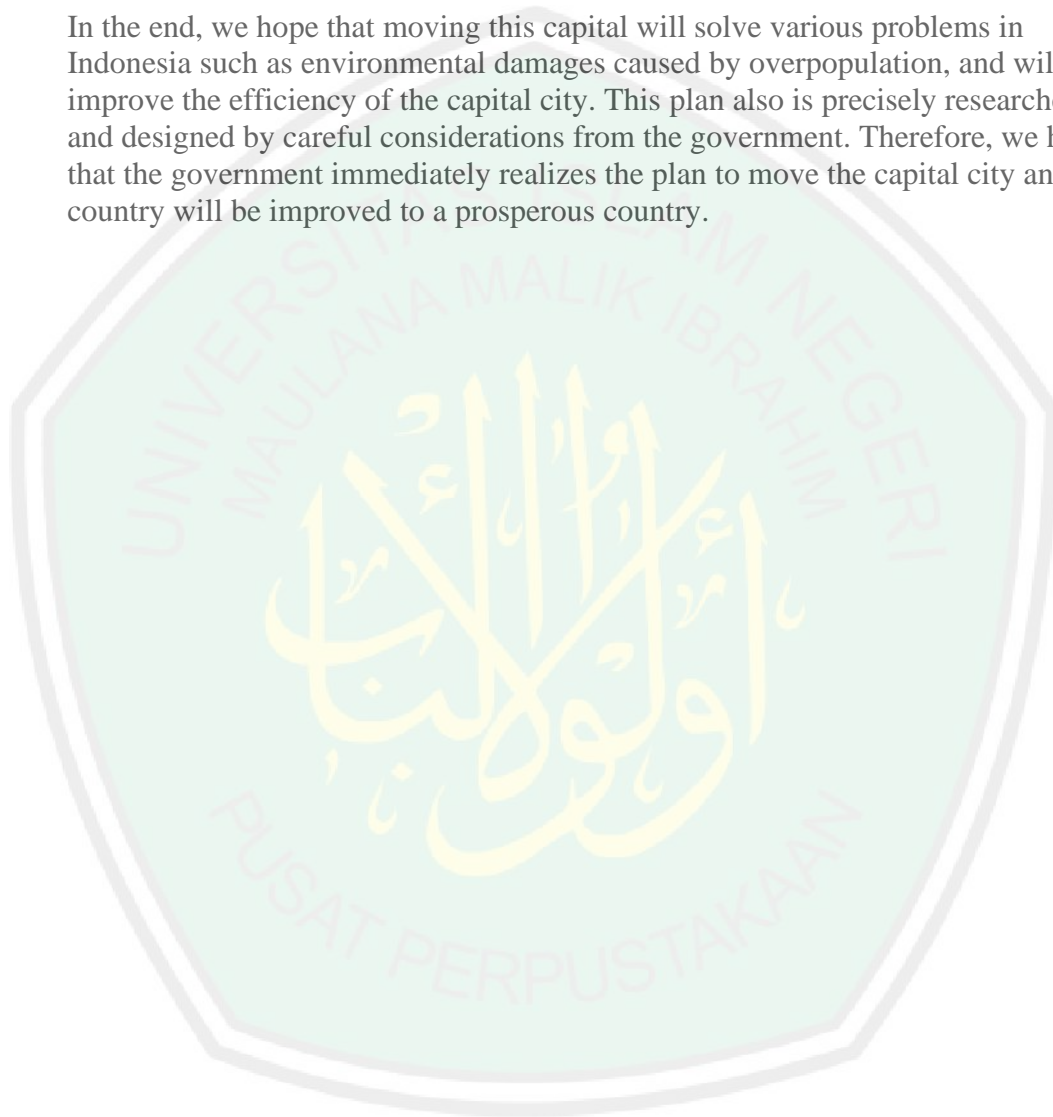 In the end, we hope that moving this capital will solve various problems in
Indonesia such as environmental damages caused by overpopulation, and wil
improve the efficiency of the capital city. This plan also is precisely researche
and designed by careful considerations from the government. Therefore, we h
that the government immediately realizes the plan to move the capital city an
country will be improved to a prosperous country.
UNIVERSITAS ISLAM NEGERI
MAULANA MALIK IBRAHIM
أولوا الألباب
PUSAT PERPUSTAKAAN